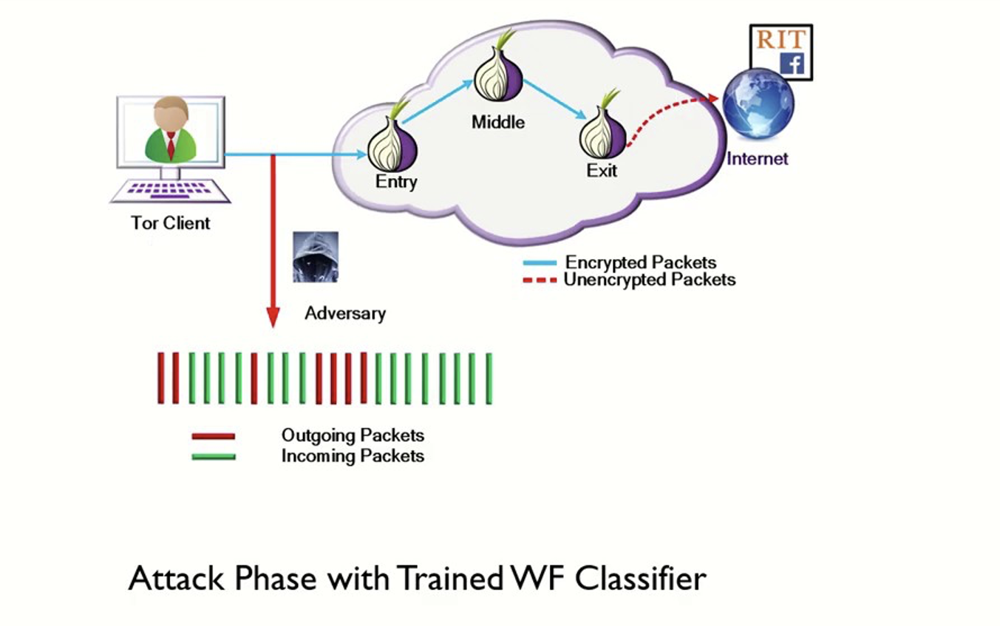 RIT
f
Middle
Internet
Exit
Entry
Tor Client
Encrypted Packets
Unencrypted Packets
Adversary
Outgoing Packets
Incoming Packets
Attack Phase with Trained WF Classifier